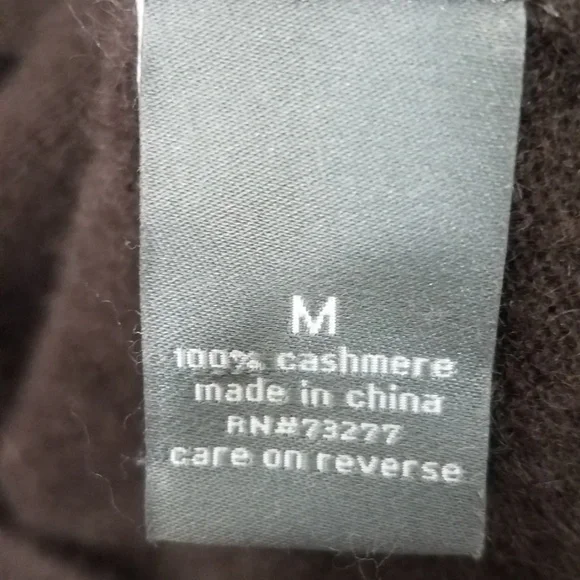 M
100% cashmere
made in china
RN#73277
care on reverse